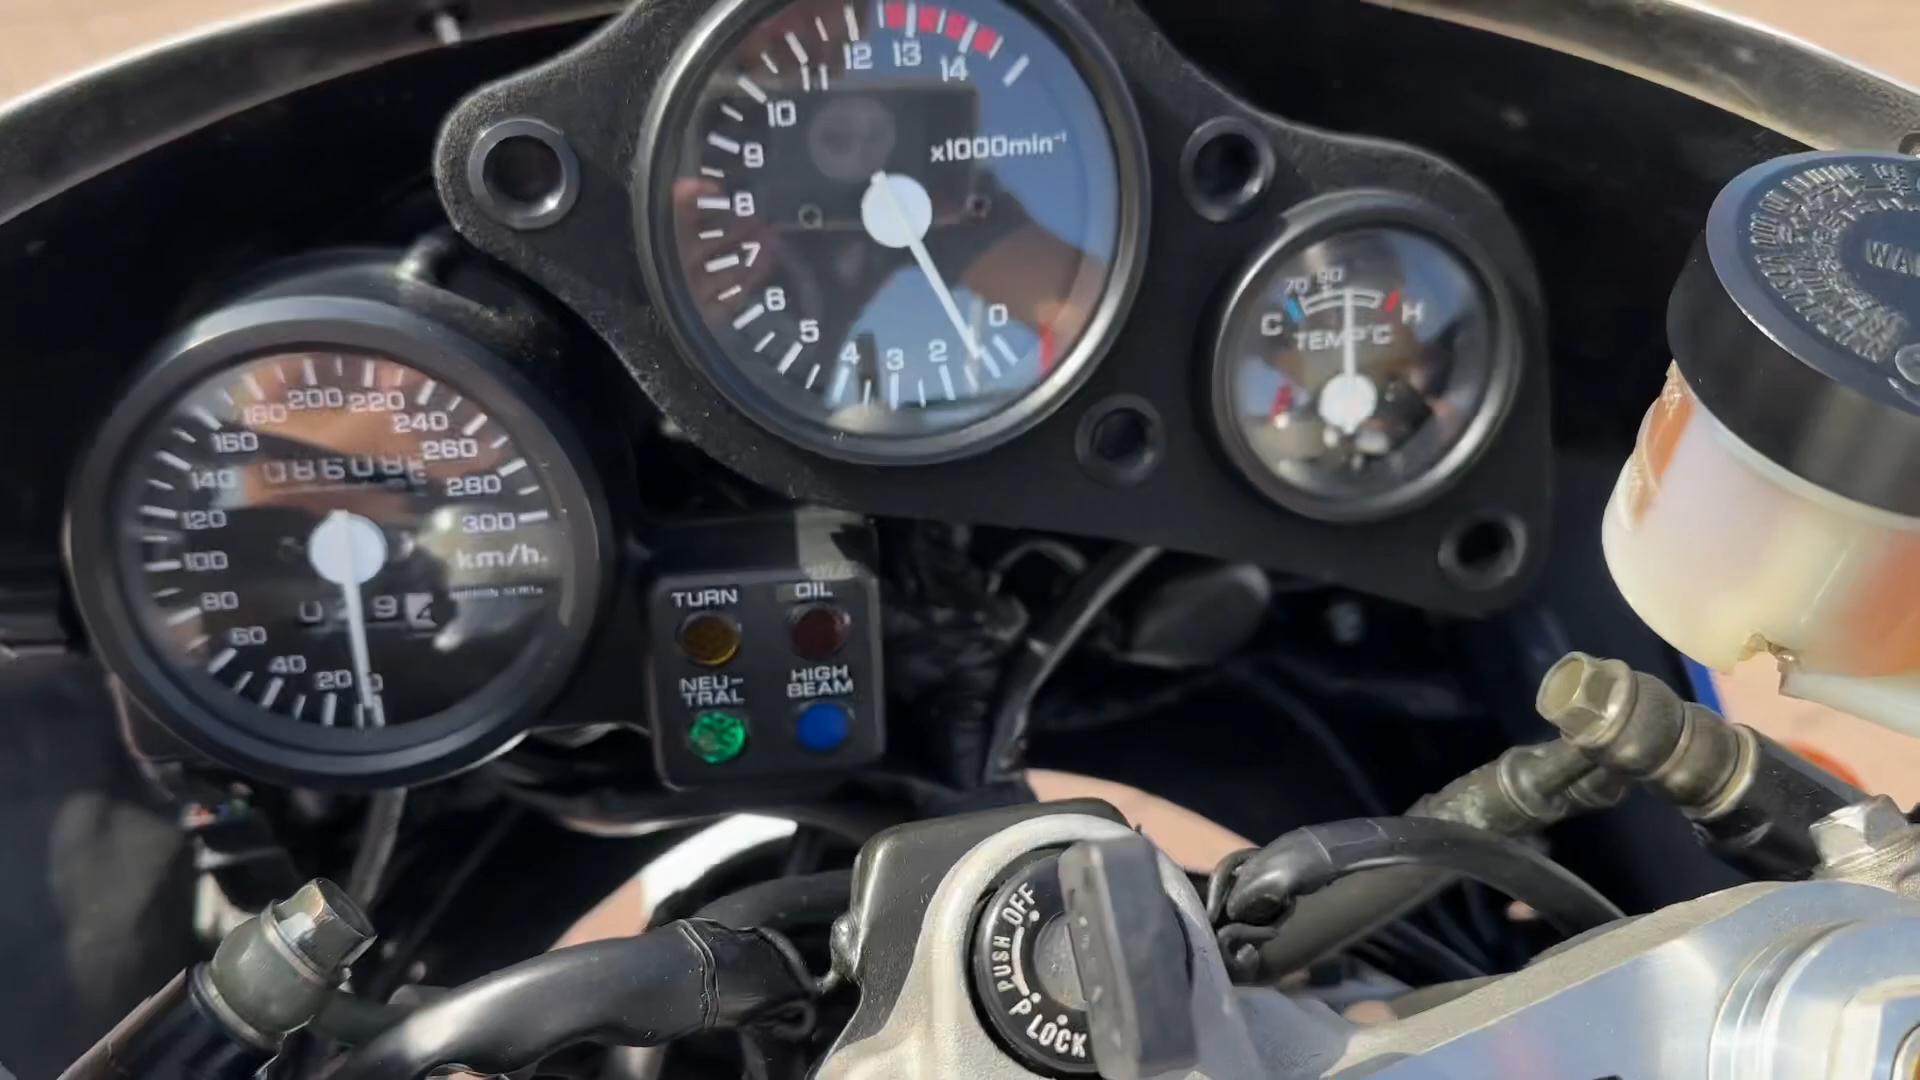 12 13
11 14
10
x1000min⁻¹
9
8
7
6
5
4 3 2
0
70 90
C H
TEMP°C
200 220
180 240
160 260
140 280
120 300
100 km/h.
80
60
40
20 0
TURN OIL
NEU-
TRAL
HIGH
BEAM
OFF
PUSH
P LOCK